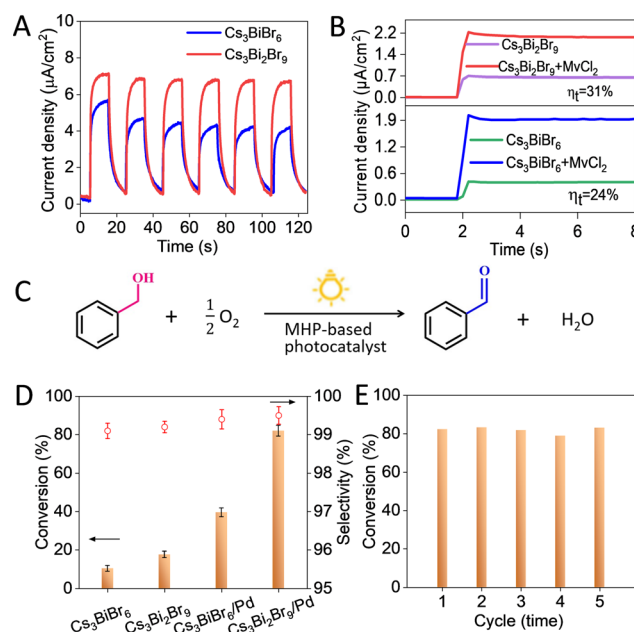 A
Current density (μA/cm²)
10
8
6
4
2
0
Cs₃BiBr₆
Cs₃Bi₂Br₉
0 20 40 60 80 100 120
Time (s)
B
Current density (μA/cm²)
2.2
1.4
0.7
0.0
Cs₃Bi₂Br₉
Cs₃Bi₂Br₉+MvCl₂
ηt=31%
1.9
1.2
0.6
0.0
Cs₃BiBr₆
Cs₃BiBr₆+MvCl₂
ηt=24%
0 2 4 6 8
Time (s)
C
OH
+ 1/2 O₂
MHP-based
photocatalyst
O
+ H₂O
D
Conversion (%)
100
80
60
40
20
0
100
99
98
97
96
95
Selectivity (%)
Cs₃BiBr₆
Cs₃Bi₂Br₉
Cs₃BiBr₆/Pd
Cs₃Bi₂Br₉/Pd
E
Conversion (%)
100
80
60
40
20
0
1 2 3 4 5
Cycle (time)